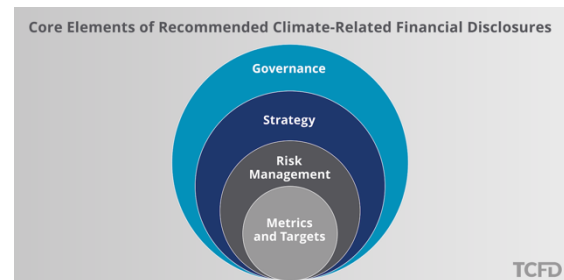 Core Elements of Recommended Climate-Related Financial Disclosures
Governance
Strategy
Risk
Management
Metrics
and Targets
TCFD